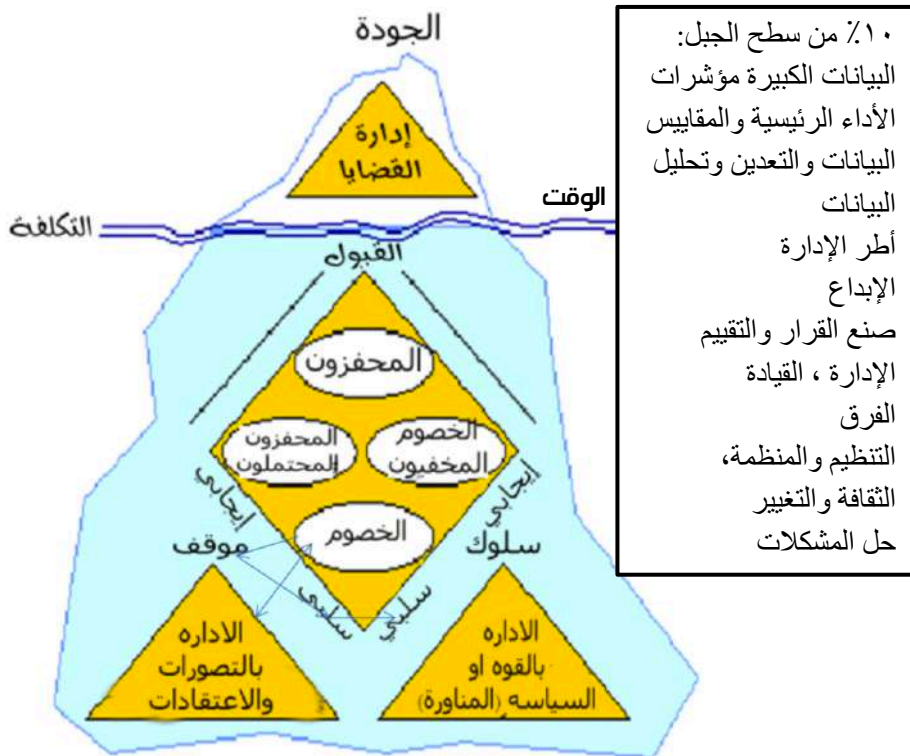 الجودة
إدارة
القضايا
الوقت
التكلفة
القبول
المحفزون
المحفزون
المحتملون
الخصوم
المخفيون
إيجابي
إيجابي
الخصوم
موقف
سلوك
سلبي
سلبي
الاداره
بالتصورات
والاعتقادات
الاداره
بالقوه او
السياسه (المناورة)
١٠٪ من سطح الجبل:
البيانات الكبيرة مؤشرات
الأداء الرئيسية والمقاييس
البيانات والتعدين وتحليل
البيانات
أطر الإدارة
الإبداع
صنع القرار والتقييم
الإدارة ، القيادة
الفرق
التنظيم والمنظمة،
الثقافة والتغيير
حل المشكلات